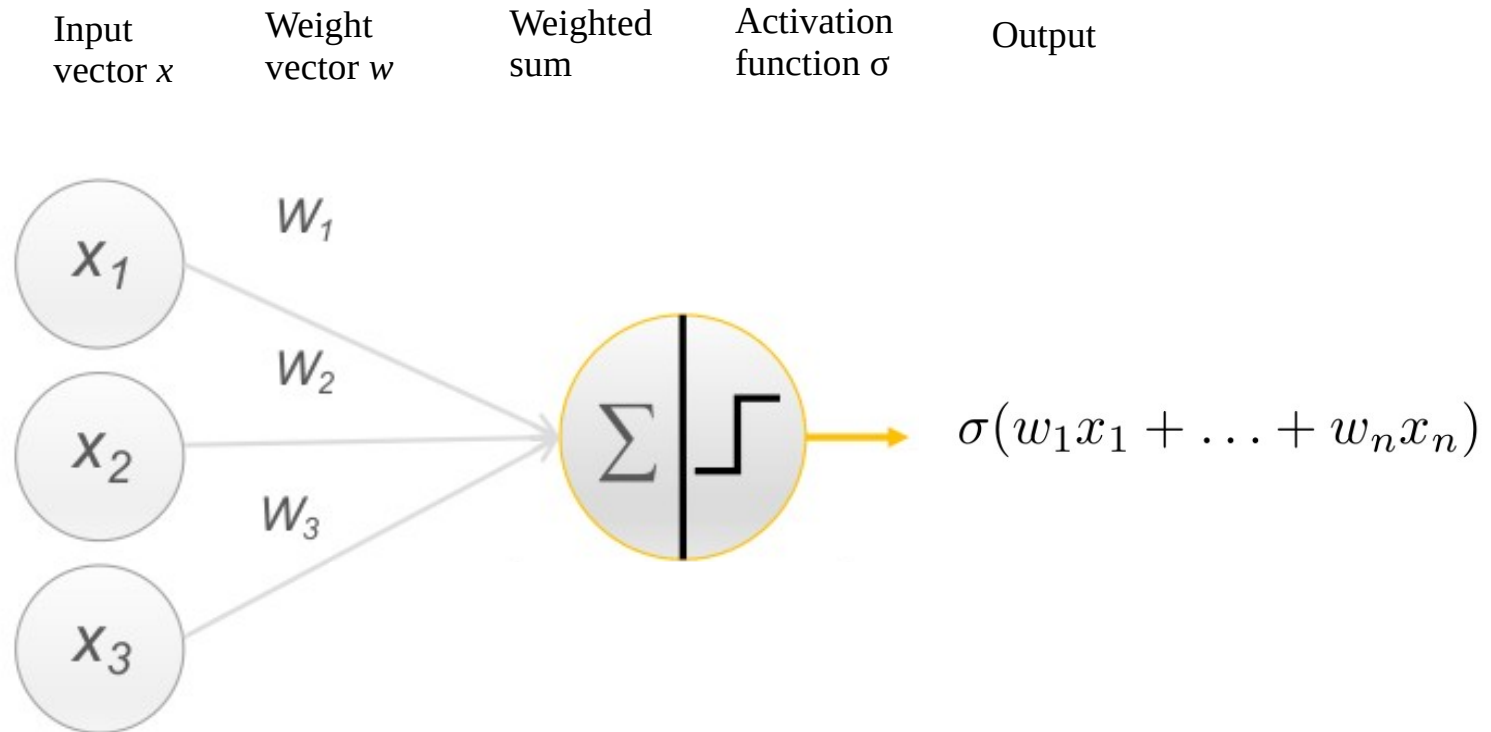 Input
vector x
Weight
vector w
Weighted
sum
Activation
function σ
Output
W₁
x₁
W₂
x₂
∑
σ(w₁x₁ + … + wₙxₙ)
W₃
x₃